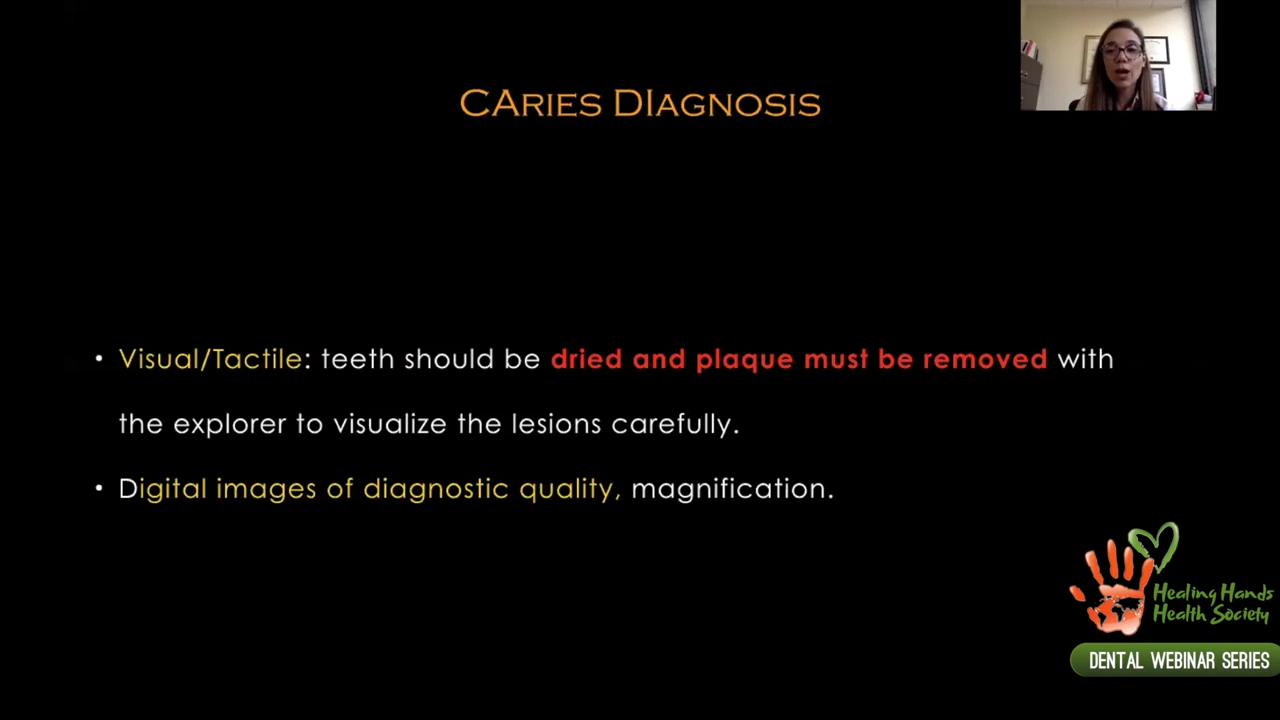 CAries DIagnosis
• Visual/Tactile: teeth should be dried and plaque must be removed with
the explorer to visualize the lesions carefully.
• Digital images of diagnostic quality, magnification.
Healing Hands
Health Society
DENTAL WEBINAR SERIES